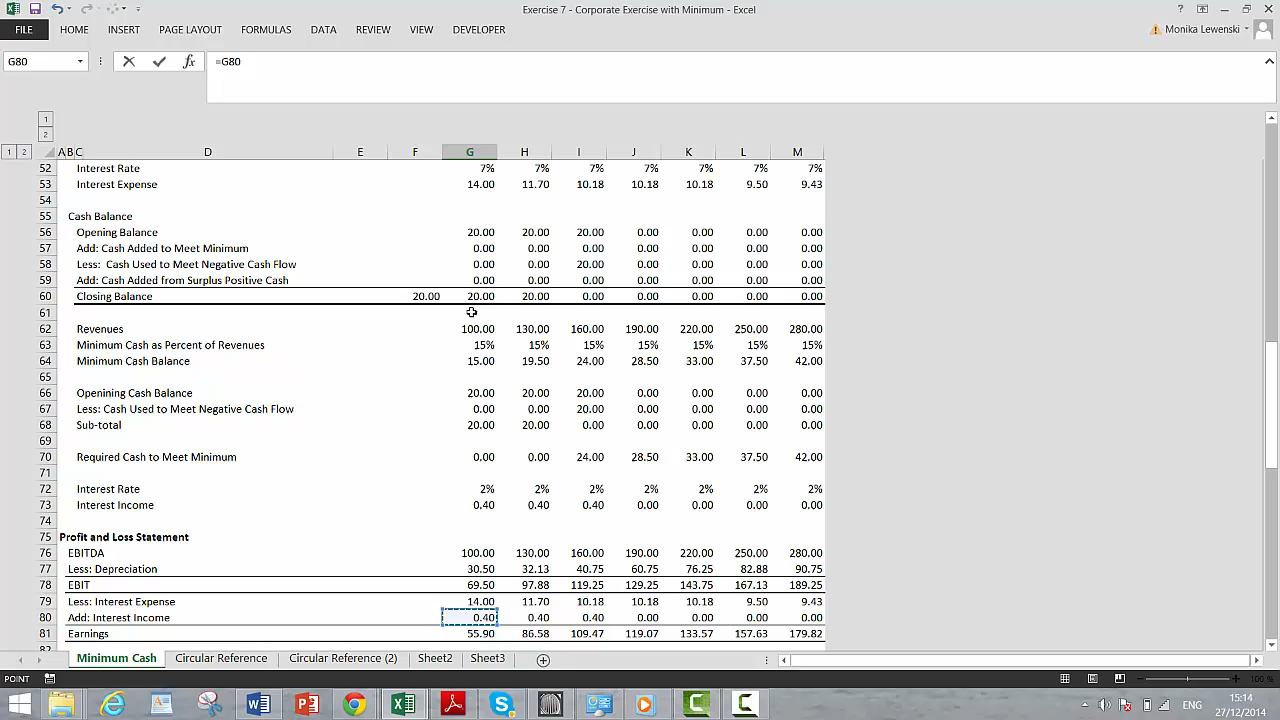 Exercise 7 - Corporate Exercise with Minimum - Excel
FILE HOME INSERT PAGE LAYOUT FORMULAS DATA REVIEW VIEW DEVELOPER Monika Lewenski
G80 =G80
1
2
1 2 A B C D E F G H I J K L M
52 Interest Rate 7% 7% 7% 7% 7% 7% 7%
53 Interest Expense 14.00 11.70 10.18 10.18 10.18 9.50 9.43
54
55 Cash Balance
56 Opening Balance 20.00 20.00 20.00 0.00 0.00 0.00 0.00
57 Add: Cash Added to Meet Minimum 0.00 0.00 0.00 0.00 0.00 0.00 0.00
58 Less: Cash Used to Meet Negative Cash Flow 0.00 0.00 20.00 0.00 0.00 0.00 0.00
59 Add: Cash Added from Surplus Positive Cash 0.00 0.00 0.00 0.00 0.00 0.00 0.00
60 Closing Balance 20.00 20.00 20.00 0.00 0.00 0.00 0.00 0.00
61
62 Revenues 100.00 130.00 160.00 190.00 220.00 250.00 280.00
63 Minimum Cash as Percent of Revenues 15% 15% 15% 15% 15% 15% 15%
64 Minimum Cash Balance 15.00 19.50 24.00 28.50 33.00 37.50 42.00
65
66 Openining Cash Balance 20.00 20.00 20.00 0.00 0.00 0.00 0.00
67 Less: Cash Used to Meet Negative Cash Flow 0.00 0.00 20.00 0.00 0.00 0.00 0.00
68 Sub-total 20.00 20.00 0.00 0.00 0.00 0.00 0.00
69
70 Required Cash to Meet Minimum 0.00 0.00 24.00 28.50 33.00 37.50 42.00
71
72 Interest Rate 2% 2% 2% 2% 2% 2% 2%
73 Interest Income 0.40 0.40 0.40 0.00 0.00 0.00 0.00
74
75 Profit and Loss Statement
76 EBITDA 100.00 130.00 160.00 190.00 220.00 250.00 280.00
77 Less: Depreciation 30.50 32.13 40.75 60.75 76.25 82.88 90.75
78 EBIT 69.50 97.88 119.25 129.25 143.75 167.13 189.25
79 Less: Interest Expense 14.00 11.70 10.18 10.18 10.18 9.50 9.43
80 Add: Interest Income 0.40 0.40 0.40 0.00 0.00 0.00 0.00
81 Earnings 55.90 86.58 109.47 119.07 133.57 157.63 179.82
82
Minimum Cash Circular Reference Circular Reference (2) Sheet2 Sheet3
POINT 100 %
ENG 15:14
27/12/2014